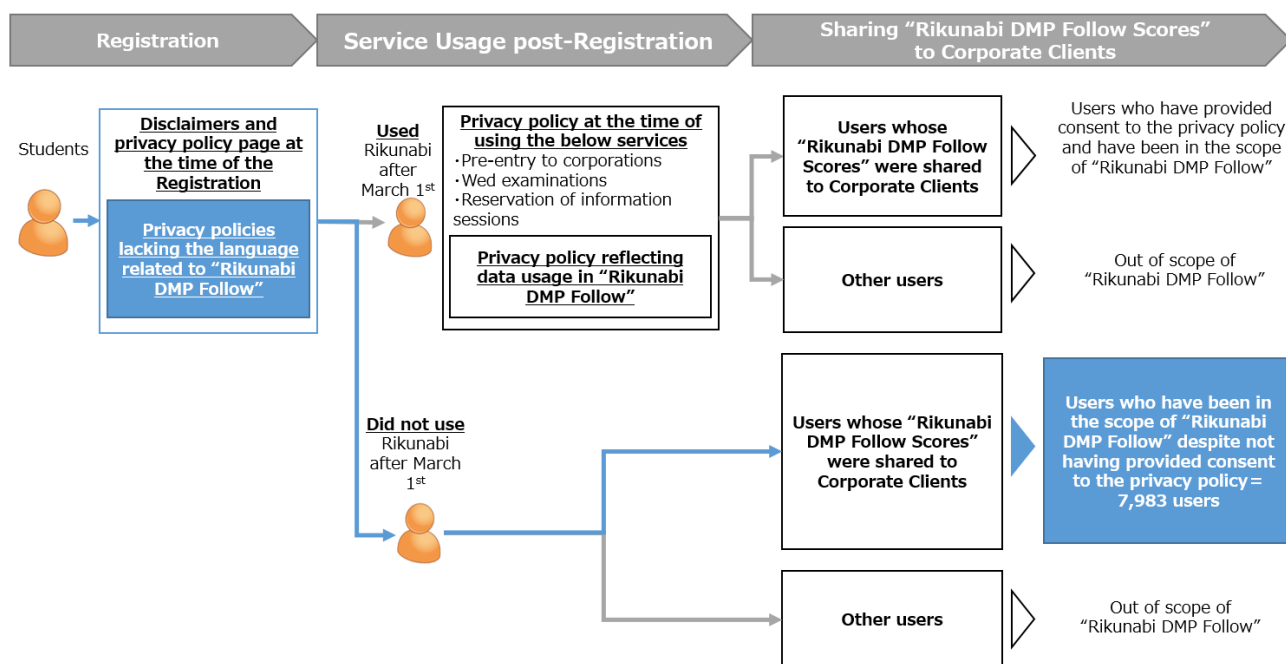 Registration
Service Usage post-Registration
Sharing “Rikunabi DMP Follow Scores”
to Corporate Clients
Students
Disclaimers and
privacy policy page at
the time of the
Registration
Privacy policies
lacking the language
related to “Rikunabi
DMP Follow”
Used
Rikunabi
after
March 1st
Privacy policy at the time of
using the below services
・Pre-entry to corporations
・Wed examinations
・Reservation of information
sessions
Privacy policy reflecting
data usage in “Rikunabi
DMP Follow”
Users whose
“Rikunabi DMP Follow
Scores” were shared
to Corporate Clients
Users who have provided
consent to the privacy policy
and have been in the scope
of “Rikunabi DMP Follow”
Other users
Out of scope of
“Rikunabi DMP Follow”
Did not use
Rikunabi
after March
1st
Users whose “Rikunabi
DMP Follow Scores”
were shared to
Corporate Clients
Users who have been in
the scope of “Rikunabi
DMP Follow” despite not
having provided consent
to the privacy policy=
7,983 users
Other users
Out of scope of
“Rikunabi DMP Follow”